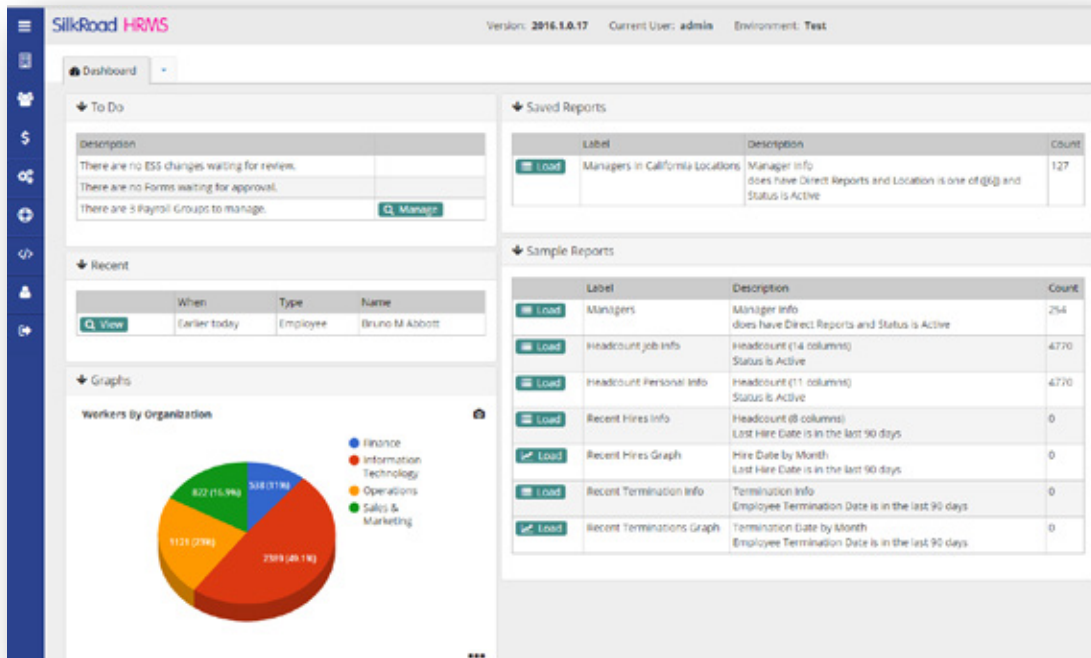 SilkRoad HRMS
Version: 2016.1.0.17 Current User: admin Environment: Test
Dashboard
To Do
Description
There are no ESS changes waiting for review.
There are no Forms waiting for approval.
There are 3 Payroll Groups to manage. Manage
Recent
When Type Name
View Earlier today Employee Bruno M Abbott
Graphs
Workers By Organization
Finance
Information
Technology
Operations
Sales &
Marketing
822 (16.9%)
538 (11%)
1121 (23%)
2389 (49.1%)
Saved Reports
Label Description Count
Load Managers in California Locations Manager Info 127
does have Direct Reports and Location is one of ([6]) and
Status is Active
Sample Reports
Label Description Count
Load Managers Manager Info 254
does have Direct Reports and Status is Active
Load Headcount Job Info Headcount (14 columns) 4770
Status is Active
Load Headcount Personal Info Headcount (11 columns) 4770
Status is Active
Load Recent Hires Info Headcount (8 columns) 0
Last Hire Date is in the last 90 days
Load Recent Hires Graph Hire Date by Month 0
Last Hire Date is in the last 90 days
Load Recent Termination Info Termination Info 0
Employee Termination Date is in the last 90 days
Load Recent Terminations Graph Termination Date by Month 0
Employee Termination Date is in the last 90 days